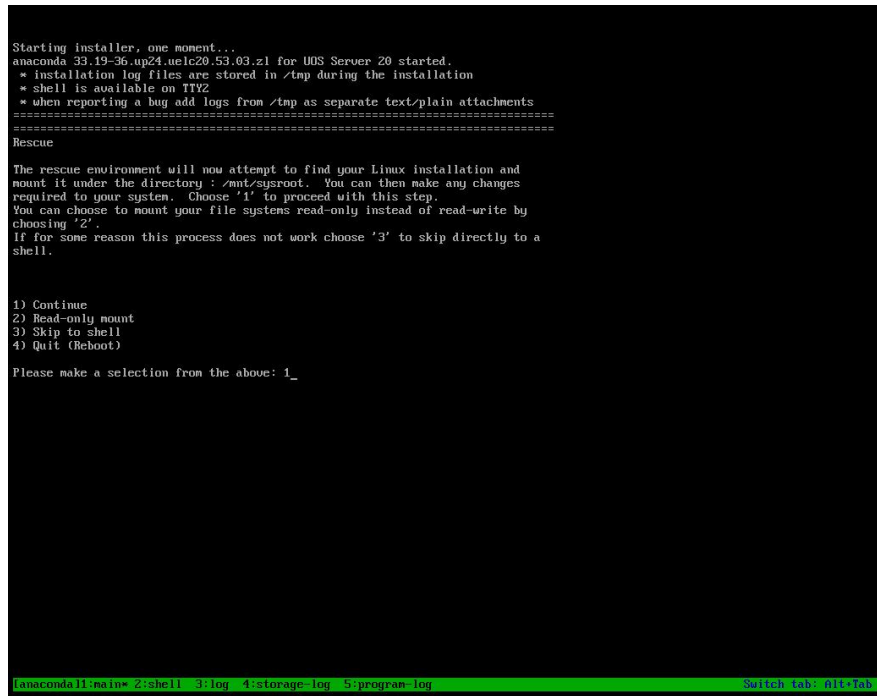 Starting installer, one moment...
anaconda 33.19-36.up24.uelc20.53.03.zl for UOS Server 20 started.
* installation log files are stored in /tmp during the installation
* shell is available on TTY2
* when reporting a bug add logs from /tmp as separate text/plain attachments
================================================================================
================================================================================
Rescue
The rescue environment will now attempt to find your Linux installation and
mount it under the directory : /mnt/sysroot.  You can then make any changes
required to your system.  Choose '1' to proceed with this step.
You can choose to mount your file systems read-only instead of read-write by
choosing '2'.
If for some reason this process does not work choose '3' to skip directly to a
shell.
1) Continue
2) Read-only mount
3) Skip to shell
4) Quit (Reboot)
Please make a selection from the above: 1_
[anaconda]1:main* 2:shell  3:log  4:storage-log  5:program-log Switch tab: Alt+Tab